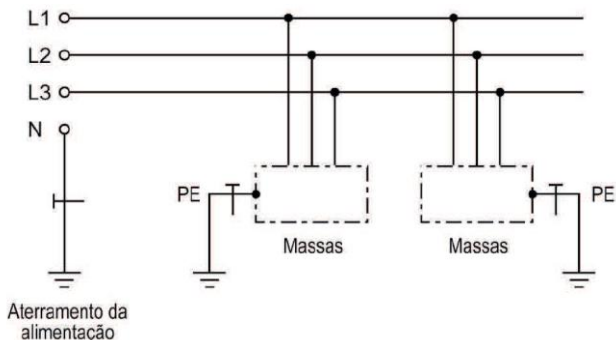 L1
L2
L3
N
PE
PE
Massas
Massas
Aterramento da
alimentação